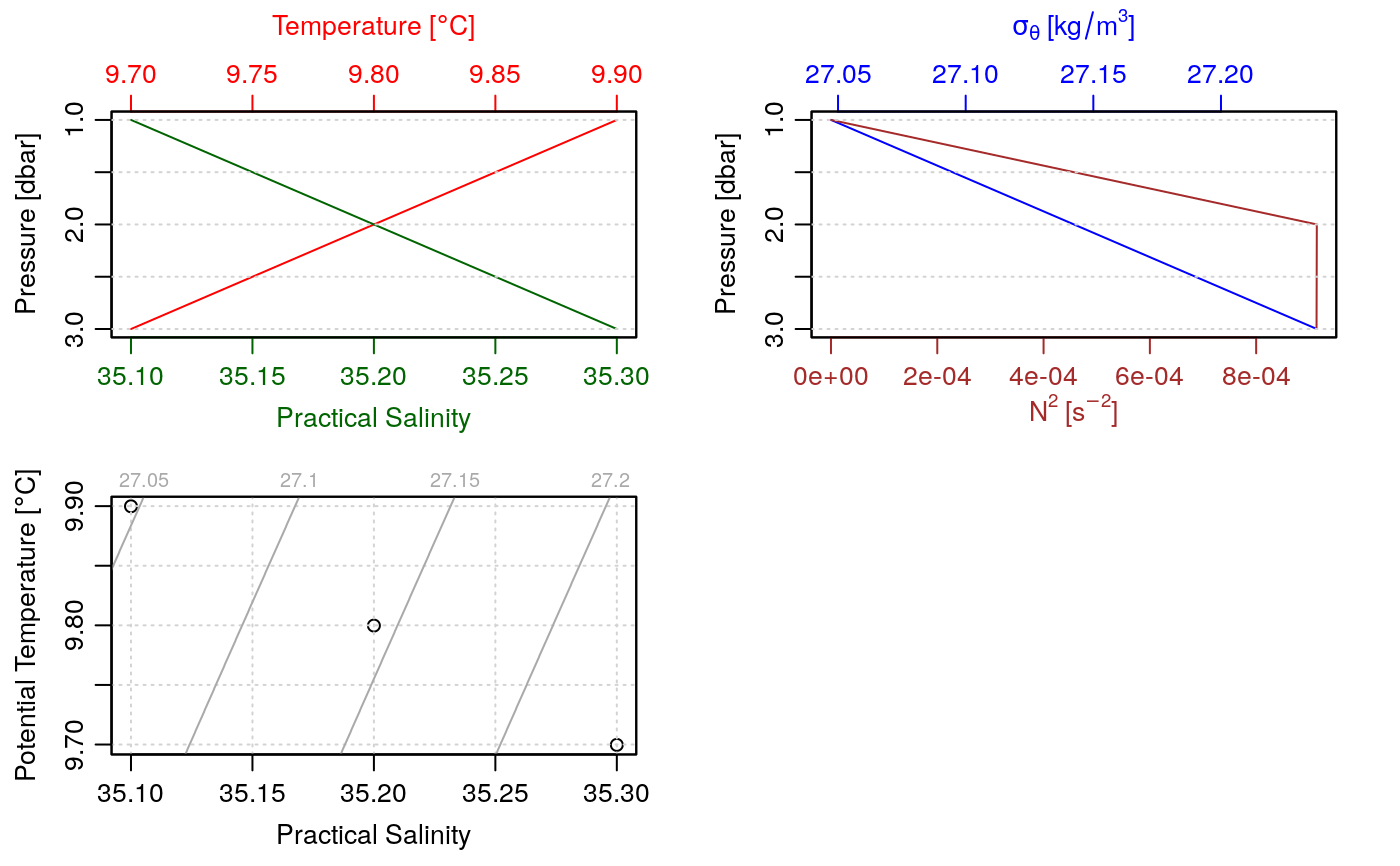 Temperature [°C]
9.70 9.75 9.80 9.85 9.90
Pressure [dbar]
1.0
2.0
3.0
35.10 35.15 35.20 35.25 35.30
Practical Salinity
σθ [kg/m³]
27.05 27.10 27.15 27.20
Pressure [dbar]
1.0
2.0
3.0
0e+00 2e-04 4e-04 6e-04 8e-04
N² [s⁻²]
27.05 27.1 27.15 27.2
Potential Temperature [°C]
9.90
9.80
9.70
35.10 35.15 35.20 35.25 35.30
Practical Salinity